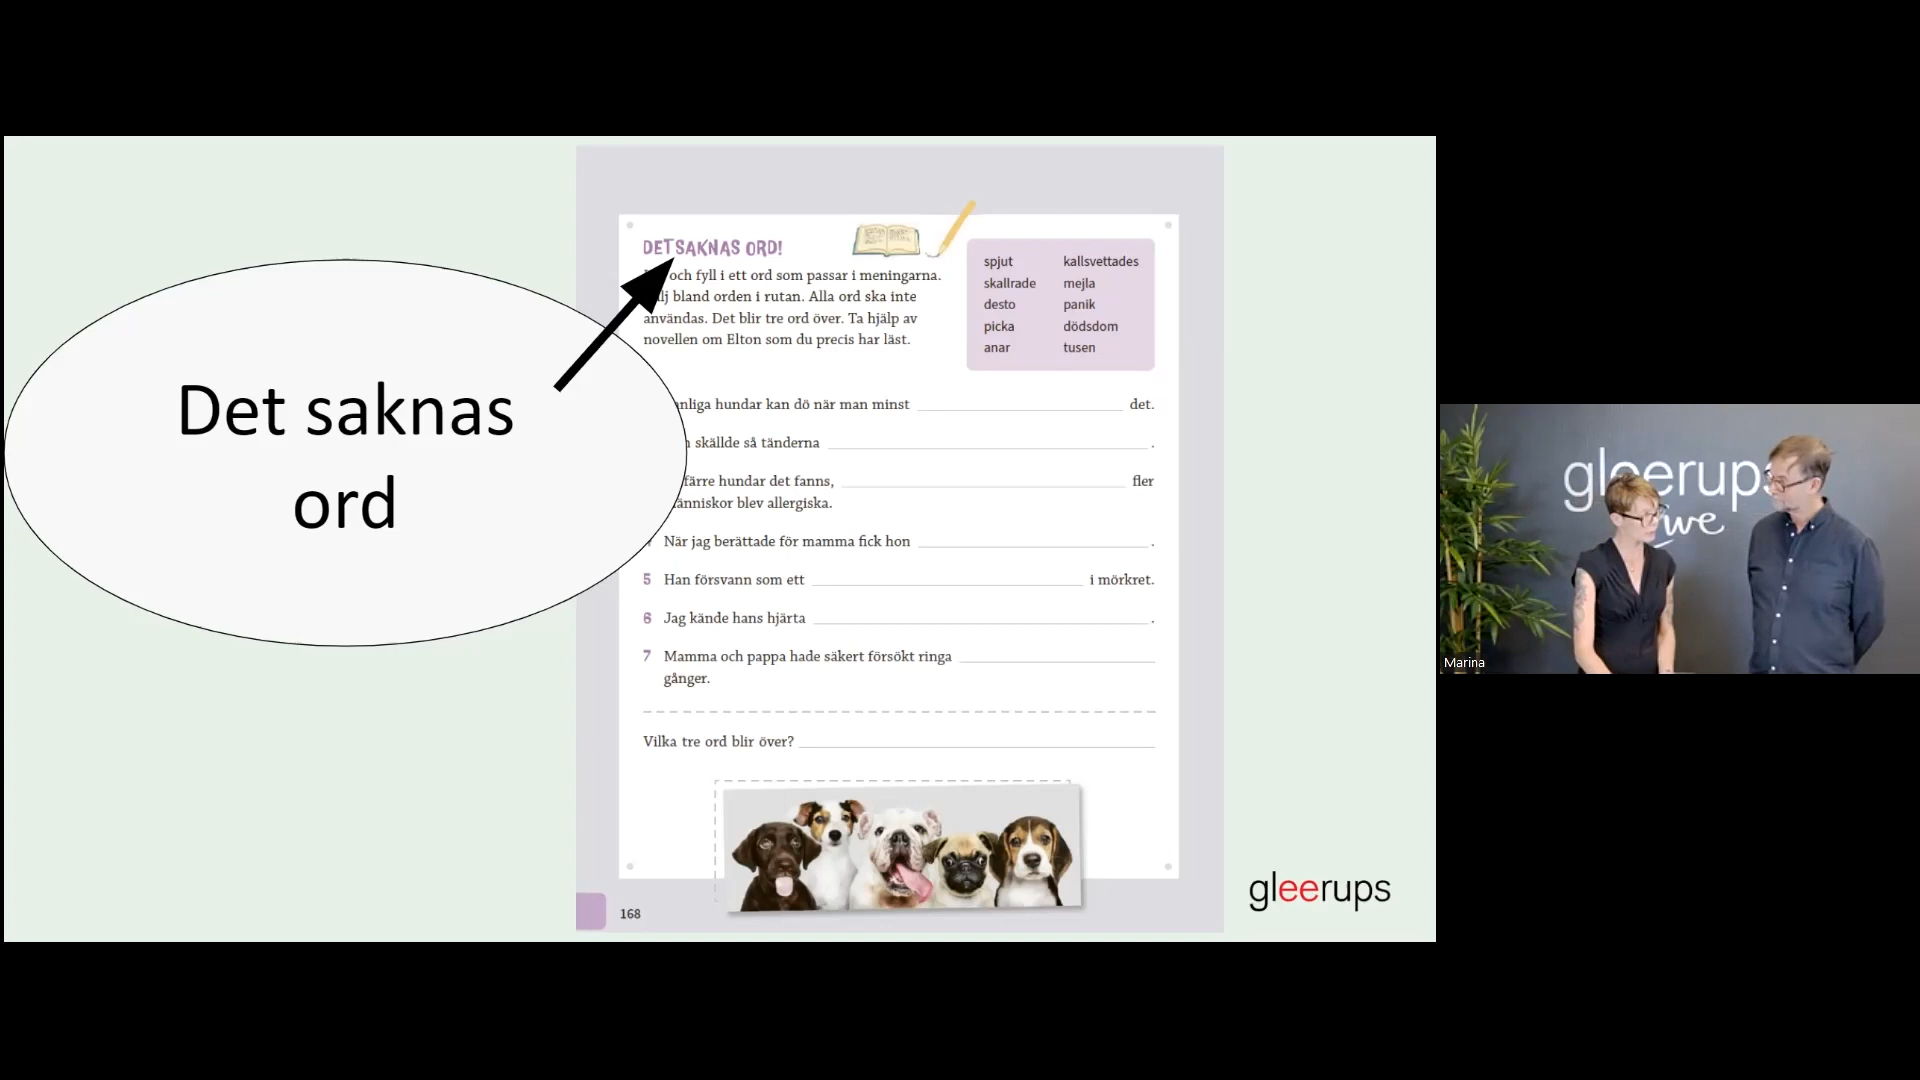 Det saknas
ord
DET SAKNAS ORD!
och fyll i ett ord som passar i meningarna.
bland orden i rutan. Alla ord ska inte
användas. Det blir tre ord över. Ta hjälp av
novellen om Elton som du precis har läst.
spjut kallsvettades
skallrade mejla
desto panik
picka dödsdom
anar tusen
hundar kan dö när man minst det.
skällde så tänderna .
färre hundar det fanns, fler
blev allergiska.
När jag berättade för mamma fick hon .
5 Han försvann som ett i mörkret.
6 Jag kände hans hjärta .
7 Mamma och pappa hade säkert försökt ringa
gånger.
Vilka tre ord blir över?
168
gleerups
gleerups
Marina